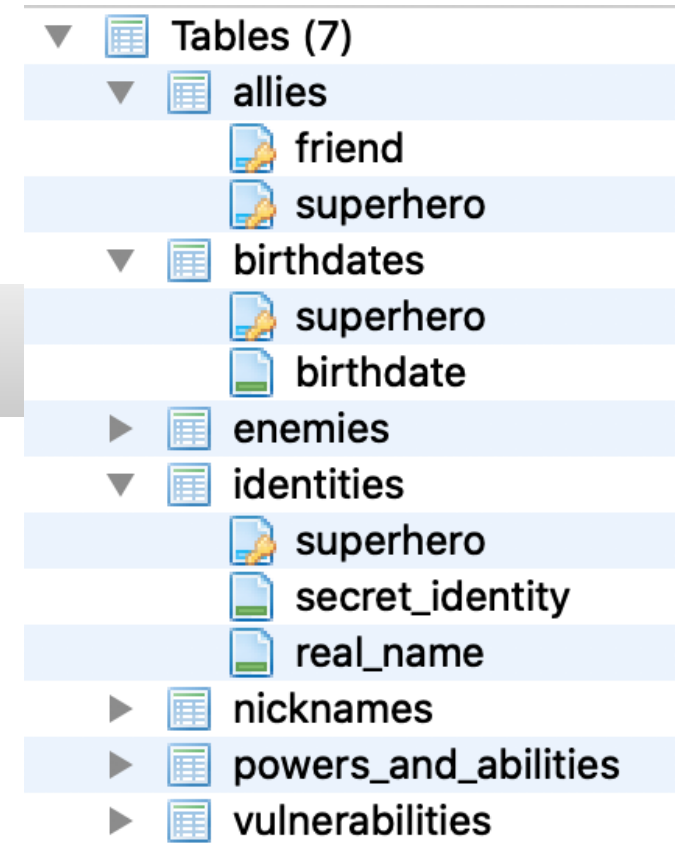 Tables (7)
allies
friend
superhero
birthdates
superhero
birthdate
enemies
identities
superhero
secret_identity
real_name
nicknames
powers_and_abilities
vulnerabilities